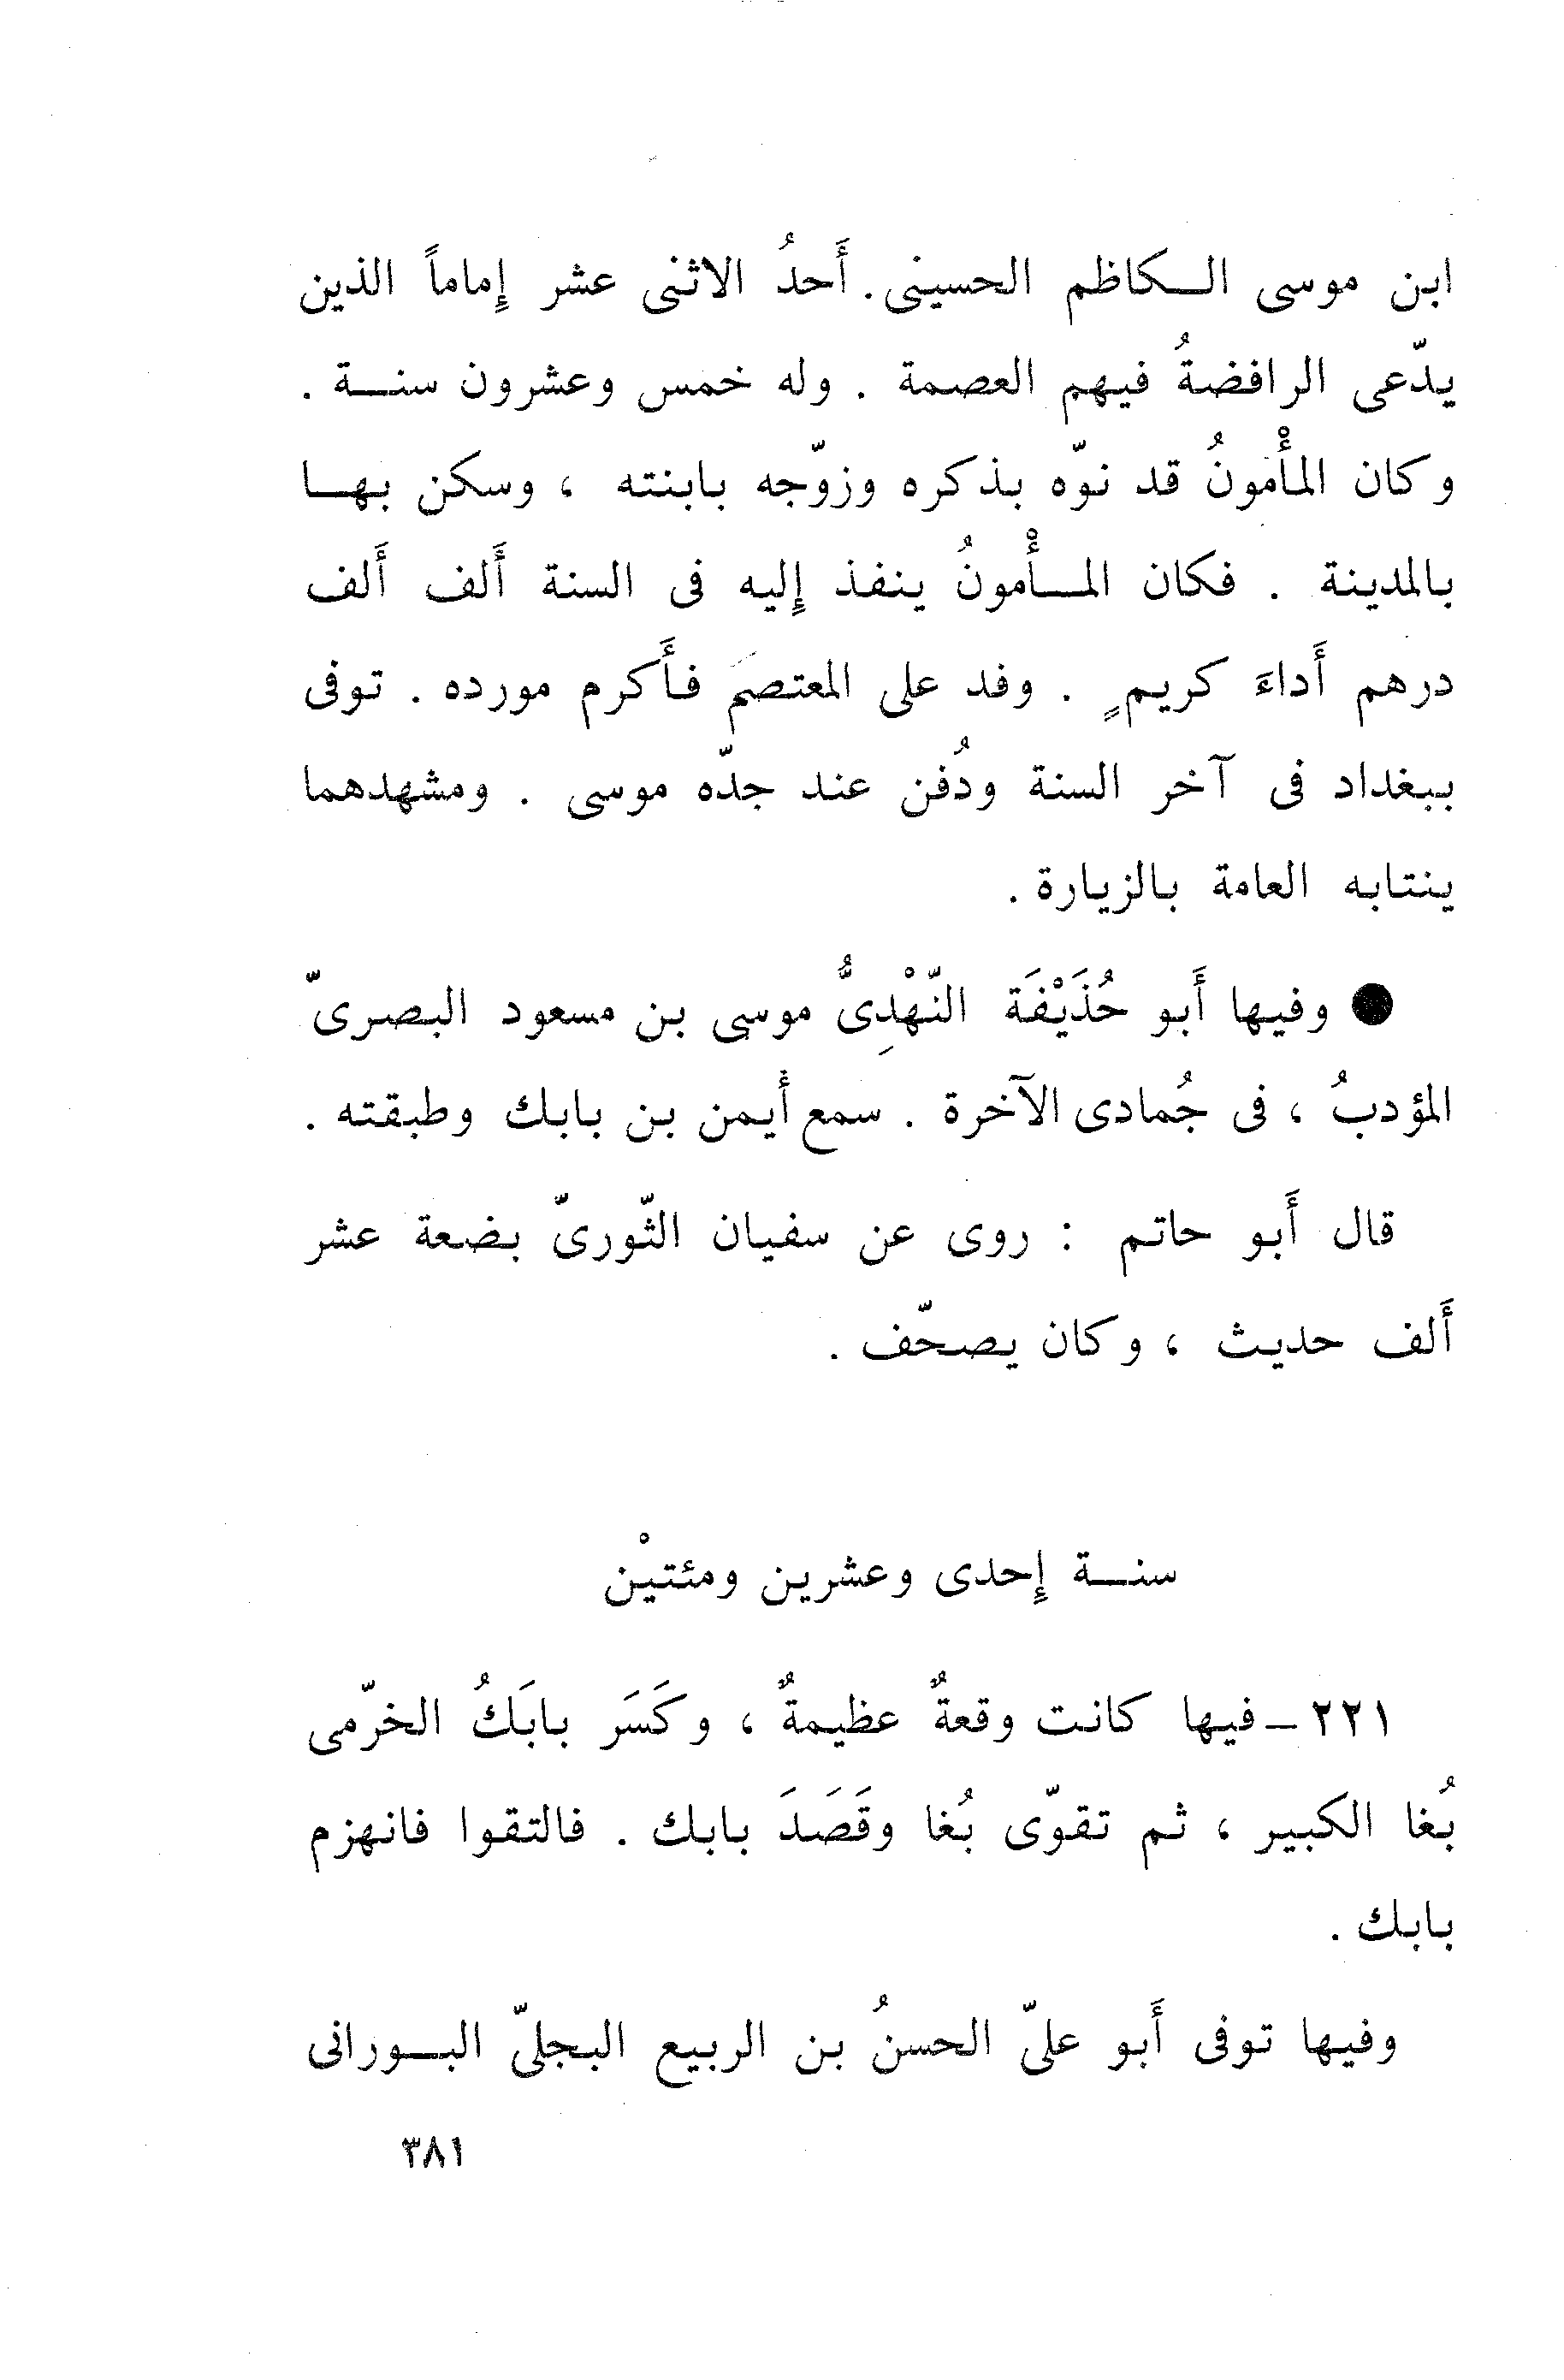 ابن موسى الكاظم الحسينى. أَحدُ الاثنى عشر إِماماً الذين
يدّعى الرافضةُ فيهم العصمة . وله خمس وعشرون سنة .
وكان المأْمونُ قد نوّه بذكره وزوّجه بابنته ، وسكن بها
بالمدينة . فكان المأْمونُ ينفذ إِليه فى السنة أَلف أَلف
درهم أَداءَ كريمٍ . وفد على المعتصمَ فأَكرم مورده . توفى
ببغداد فى آخر السنة ودُفن عند جدّه موسى . ومشهدهما
ينتابه العامة بالزيارة .
● وفيها أَبو حُذَيْفَة النّهْدِىُّ موسى بن مسعود البصرىّ
المؤدبُ ، فى جُمادى الآخرة . سمع أَيمن بن بابك وطبقته .
قال أَبو حاتم : روى عن سفيان الثّورىّ بضعة عشر
أَلف حديث ، وكان يصحّف .
سنة إِحدى وعشرين ومئتيْن
٢٢١ – فيها كانت وقعةٌ عظيمةٌ ، وكَسَر بابَكُ الخرّمى
بُغا الكبير ، ثم تقوّى بُغا وقَصَدَ بابك . فالتقوا فانهزم
بابك .
وفيها توفى أَبو علىّ الحسنُ بن الربيع البجلىّ البورانى
٣٨١